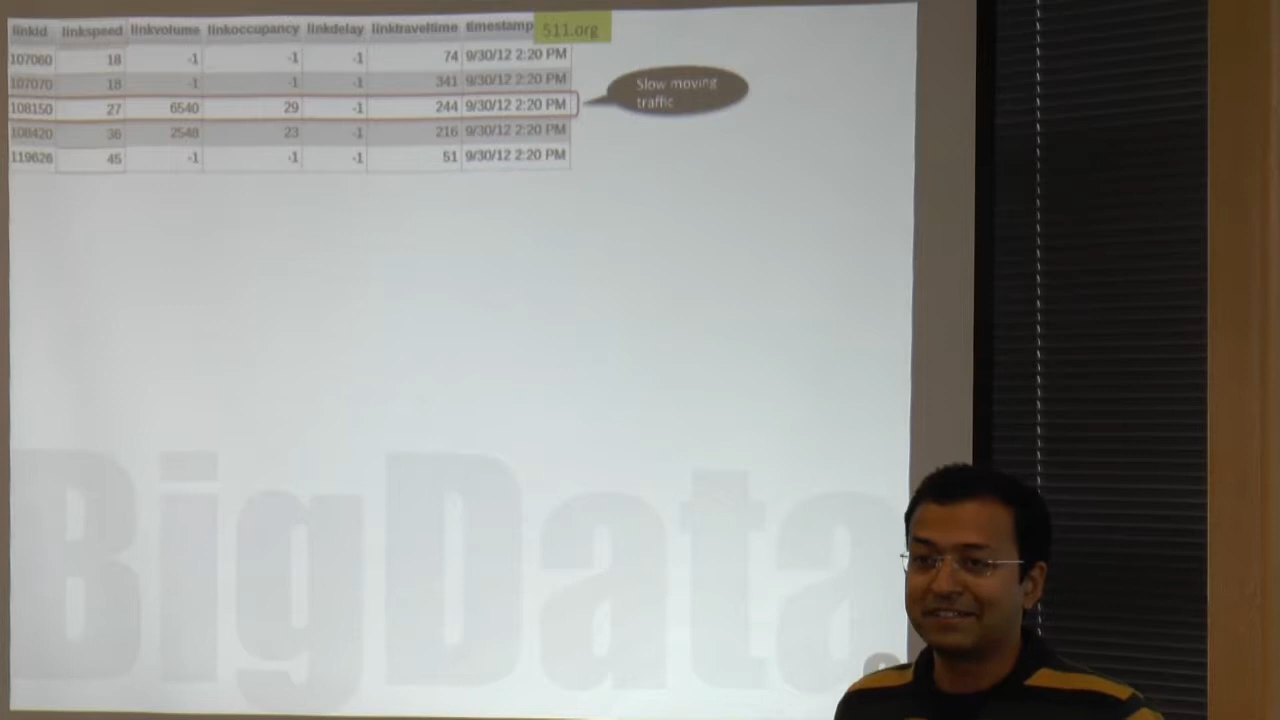 linkid linkspeed linkvolume linkoccupancy linkdelay linktraveltime timestamp 511.org
107060 18 -1 -1 -1 74 9/30/12 2:20 PM
107070 18 -1 -1 -1 341 9/30/12 2:20 PM
108150 27 6540 29 -1 244 9/30/12 2:20 PM
108420 36 2548 23 -1 216 9/30/12 2:20 PM
119626 45 -1 -1 -1 51 9/30/12 2:20 PM
Slow moving
traffic
BigData